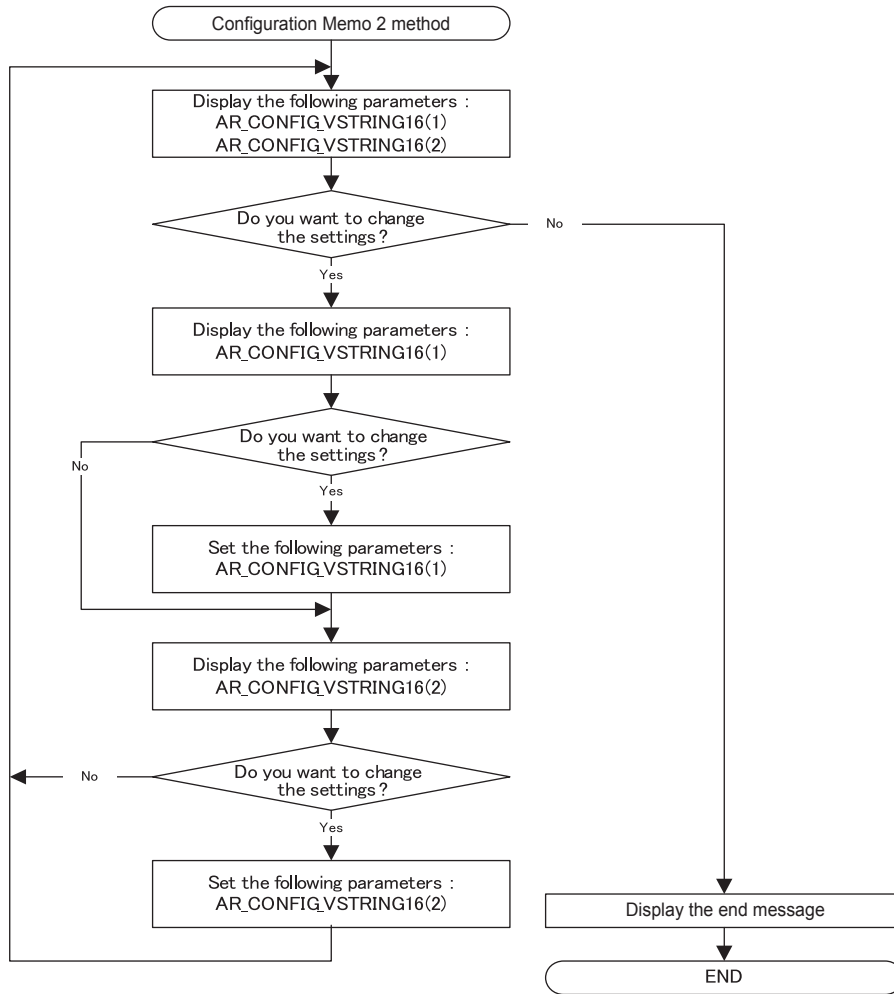 Configuration Memo 2 method
Display the following parameters :
AR_CONFIG_VSTRING16(1)
AR_CONFIG_VSTRING16(2)
Do you want to change
the settings?
No
Yes
Display the following parameters :
AR_CONFIG_VSTRING16(1)
Do you want to change
the settings?
No
Yes
Set the following parameters :
AR_CONFIG_VSTRING16(1)
Display the following parameters :
AR_CONFIG_VSTRING16(2)
Do you want to change
the settings?
No
Yes
Set the following parameters :
AR_CONFIG_VSTRING16(2)
Display the end message
END